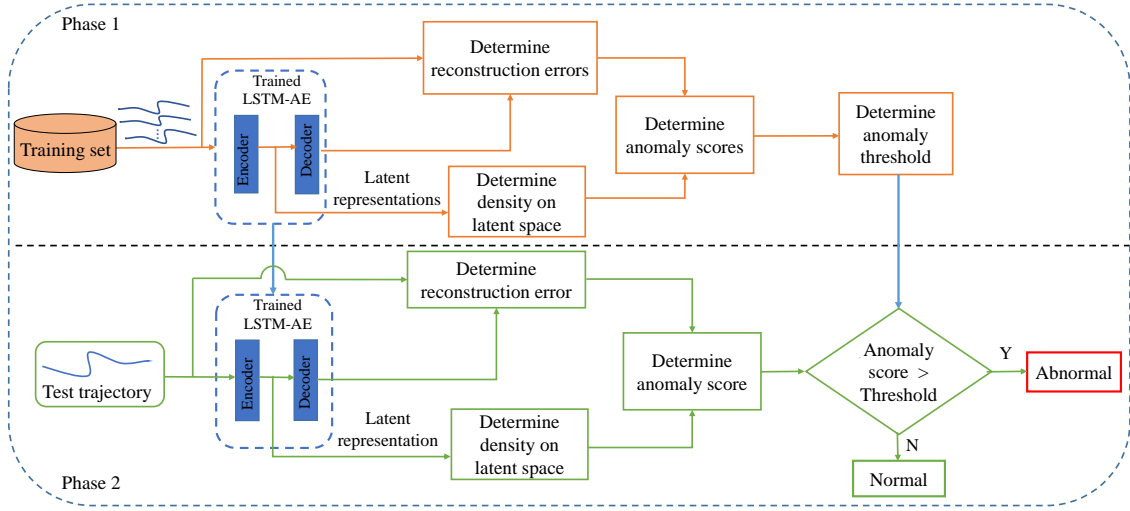 Phase 1
Training set
Trained
LSTM-AE
Encoder
Decoder
Determine
reconstruction errors
Latent
representations
Determine
density on
latent space
Determine
anomaly scores
Determine
anomaly
threshold
Phase 2
Test trajectory
Trained
LSTM-AE
Encoder
Decoder
Determine
reconstruction error
Latent
representation
Determine
density on
latent space
Determine
anomaly score
Anomaly
score >
Threshold
Y
Abnormal
N
Normal